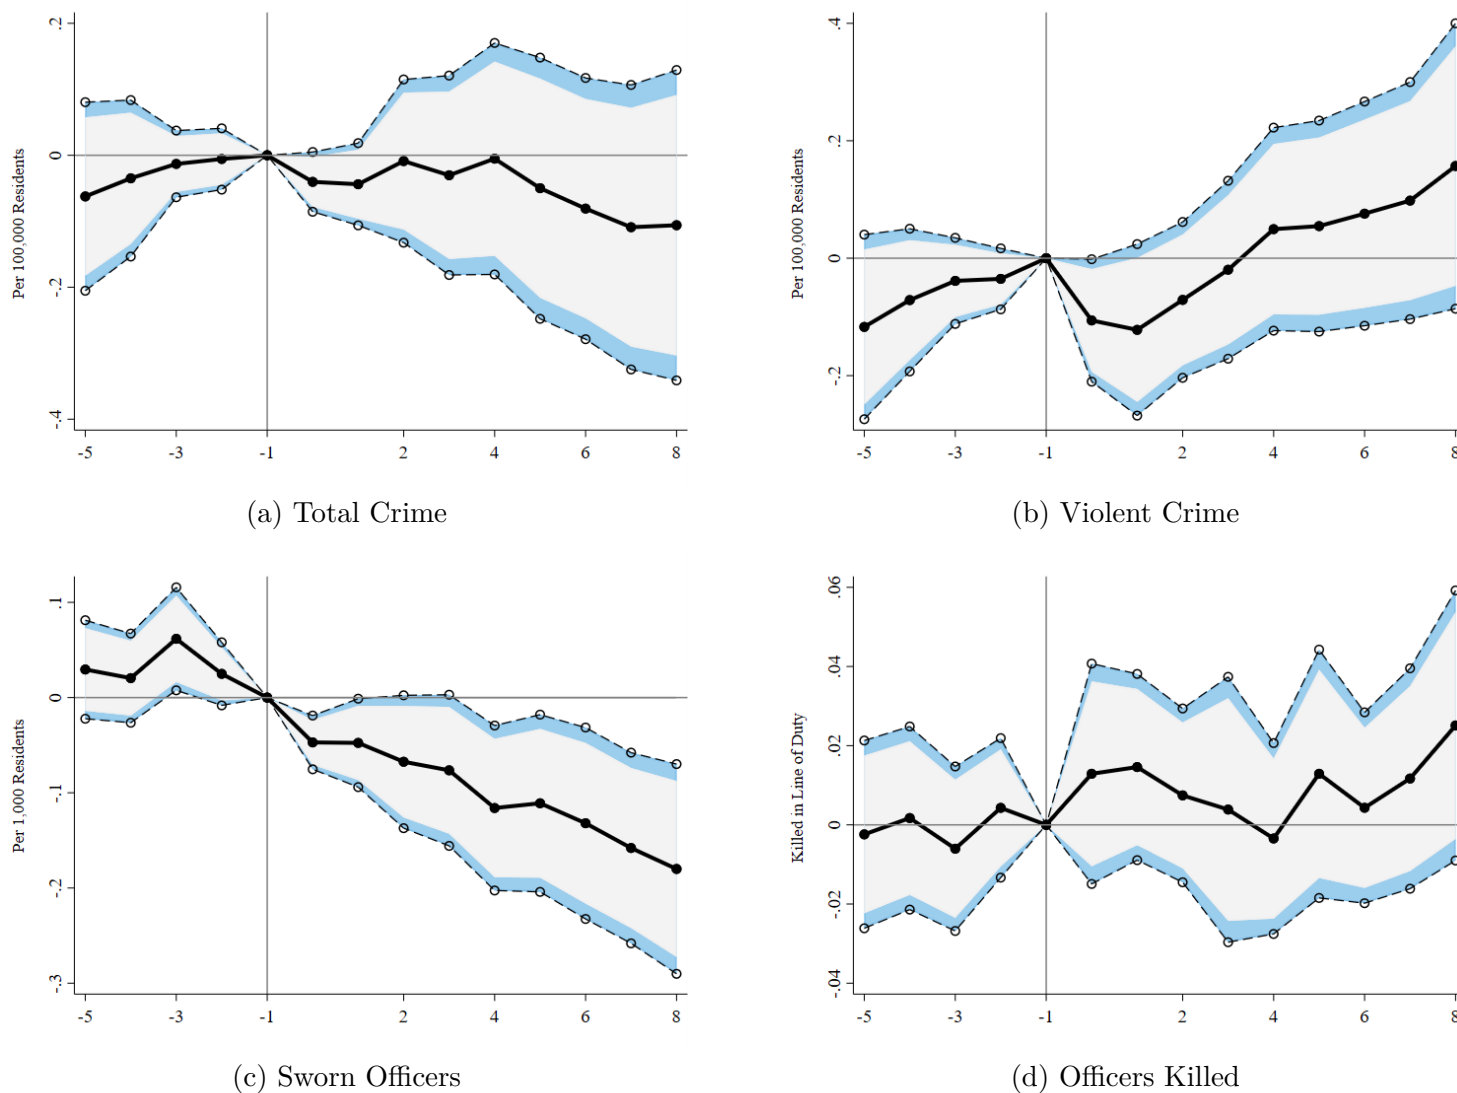 Per 100,000 Residents
.2
0
-.2
-.4
-5 -3 -1 2 4 6 8
(a) Total Crime
Per 100,000 Residents
.4
.2
0
-.2
-5 -3 -1 2 4 6 8
(b) Violent Crime
Per 1,000 Residents
.1
0
-.1
-.2
-.3
-5 -3 -1 2 4 6 8
(c) Sworn Officers
Killed in Line of Duty
.06
.04
.02
0
-.02
-.04
-5 -3 -1 2 4 6 8
(d) Officers Killed